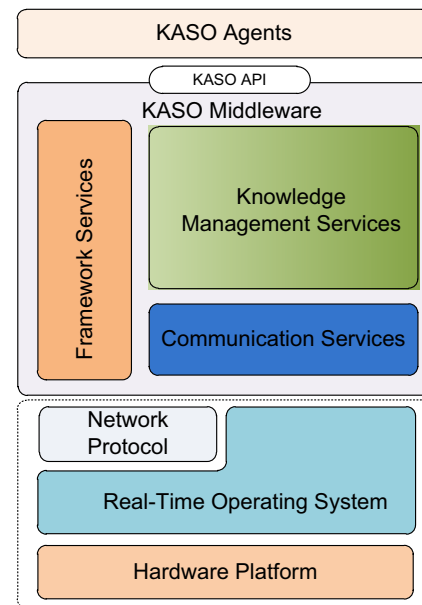 KASO Agents
KASO API
KASO Middleware
Framework Services
Knowledge
Management Services
Communication Services
Network
Protocol
Real-Time Operating System
Hardware Platform